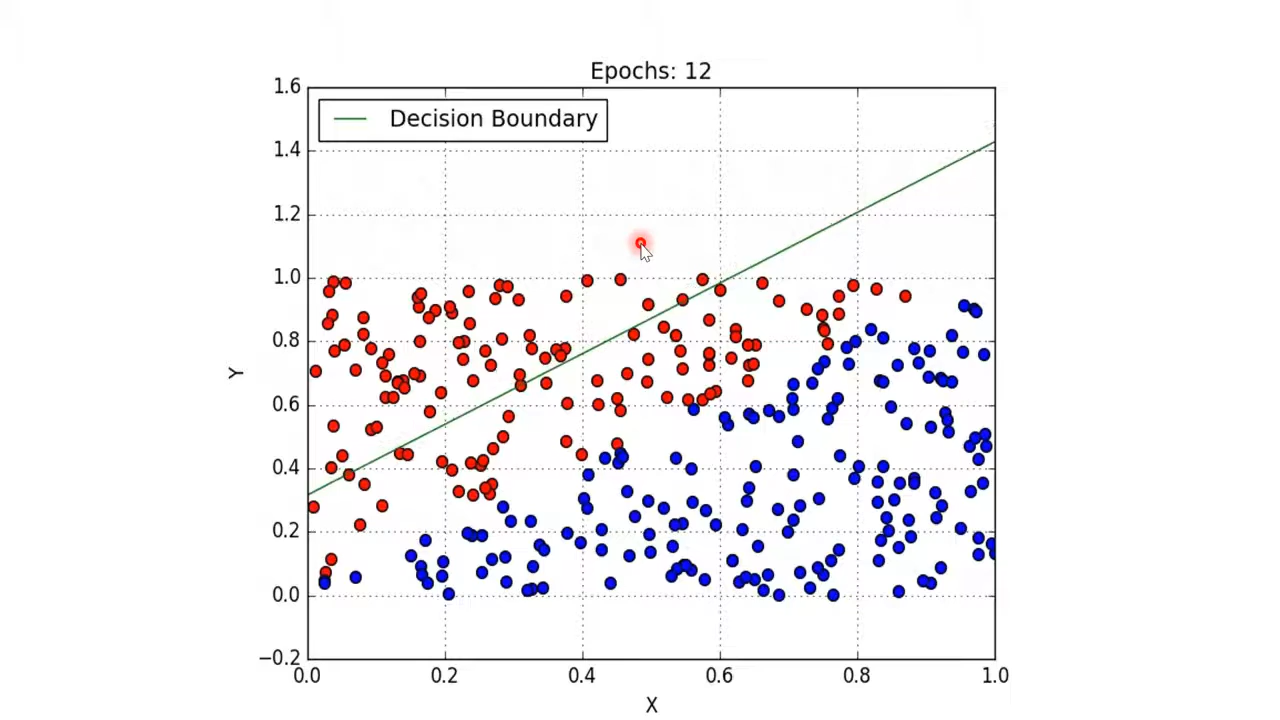 Epochs: 12
1.6
Decision Boundary
1.4
1.2
1.0
0.8
Y
0.6
0.4
0.2
0.0
−0.2
0.0 0.2 0.4 0.6 0.8 1.0
X